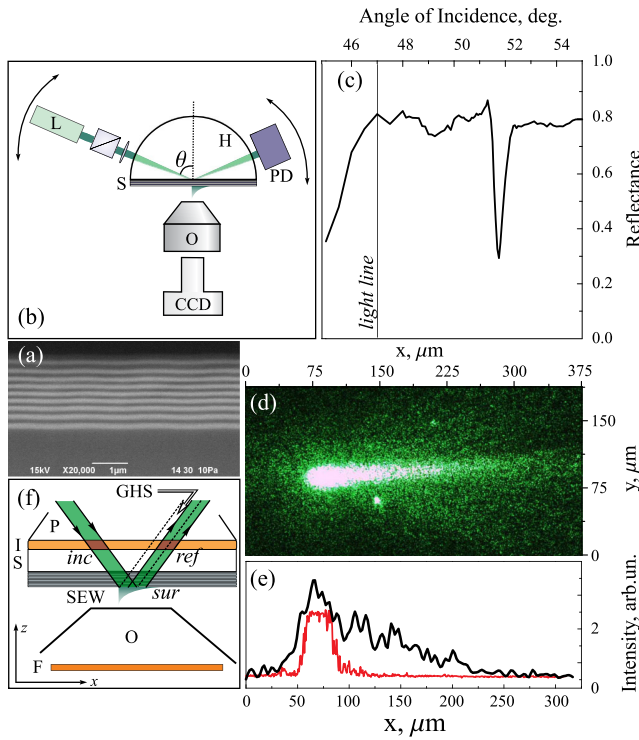 Angle of Incidence, deg.
46 48 50 52 54
(c)
1.0
0.8
0.6
0.4
0.2
0.0
Reflectance
light line
L
H
θ
S
PD
O
CCD
(b)
(a)
15kV X20,000 1μm 14 30 10Pa
x, μm
0 75 150 225 300 375
(d)
150
75
0
y, μm
(f)
GHS
P
I
S
inc
ref
SEW
sur
O
z
F
x
(e)
2
0
Intensity, arb.un.
0 50 100 150 200 250 300
x, μm